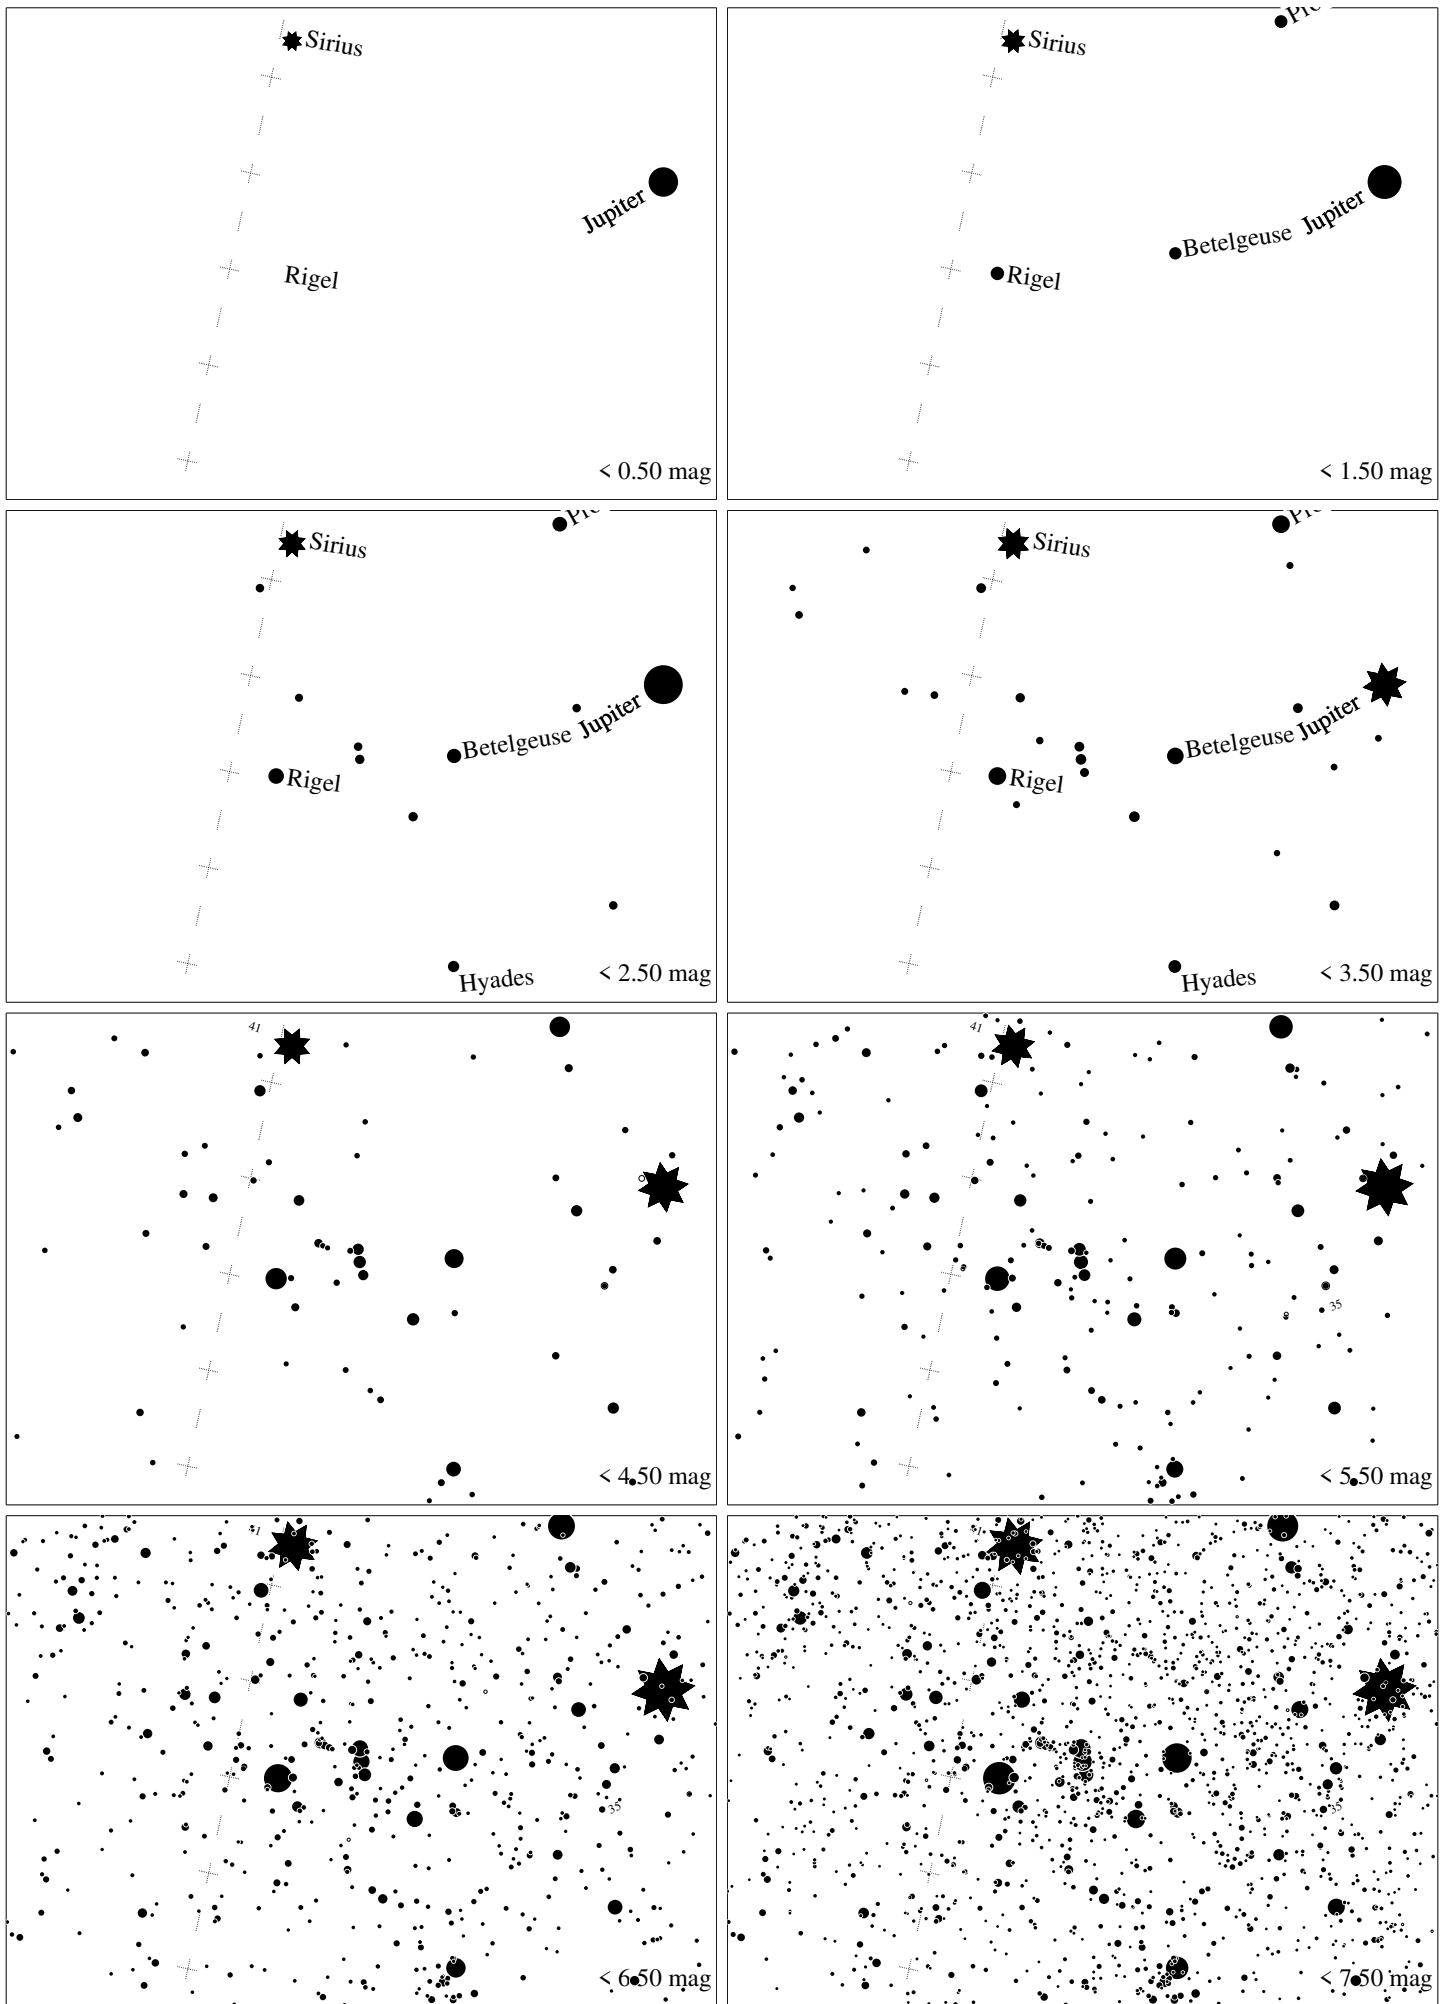 Sirius
Jupiter
Rigel
< 0.50 mag
Sirius
Betelgeuse
Jupiter
Rigel
< 1.50 mag
Sirius
Betelgeuse
Jupiter
Rigel
Hyades
< 2.50 mag
Sirius
Betelgeuse
Jupiter
Rigel
Hyades
< 3.50 mag
41
< 4.50 mag
41
35
< 5.50 mag
41
35
< 6.50 mag
35
< 7.50 mag